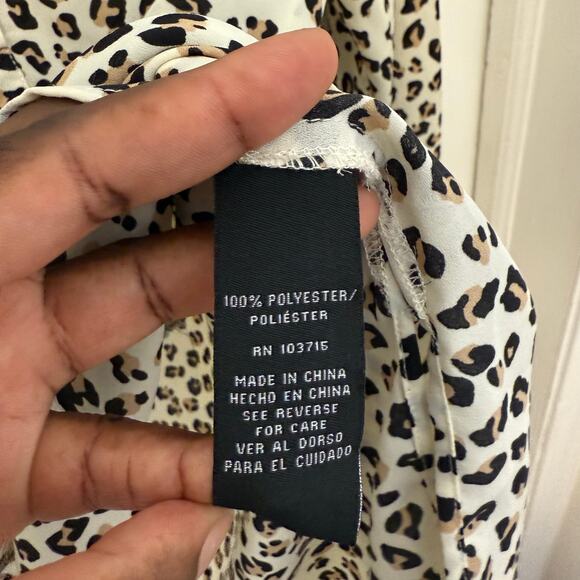 100% POLYESTER/
POLIÉSTER
RN 103715
MADE IN CHINA
HECHO EN CHINA
SEE REVERSE
FOR CARE
VER AL DORSO
PARA EL CUIDADO